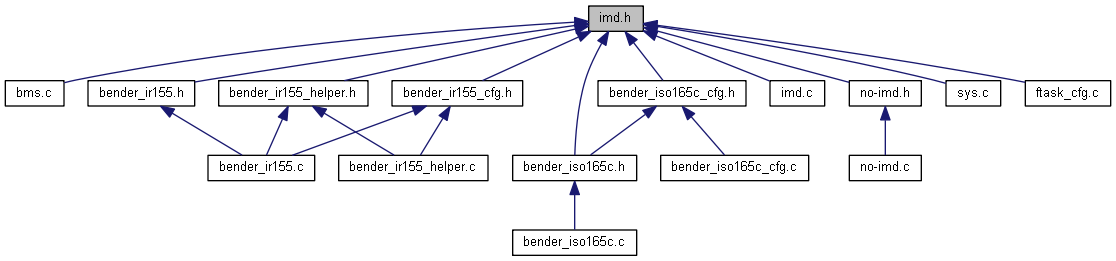 imd.h
bms.c
bender_ir155.h
bender_ir155_helper.h
bender_ir155_cfg.h
bender_iso165c_cfg.h
imd.c
no-imd.h
sys.c
ftask_cfg.c
bender_ir155.c
bender_ir155_helper.c
bender_iso165c.h
bender_iso165c_cfg.c
no-imd.c
bender_iso165c.c